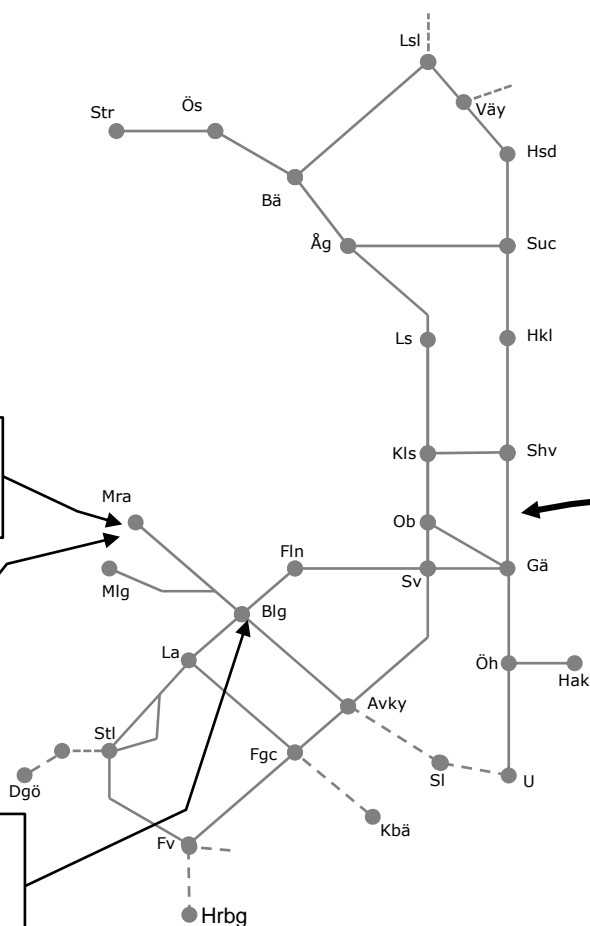 Lsl
Väy
Str
Ös
Hsd
Bä
Åg
Suc
Ls
Hkl
Kls
Shv
Mra
Ob
Fln
Gä
Mlg
Sv
Blg
La
Öh
Hak
Avky
Stl
Fgc
Sl
U
Dgö
Kbä
Fv
Hrbg